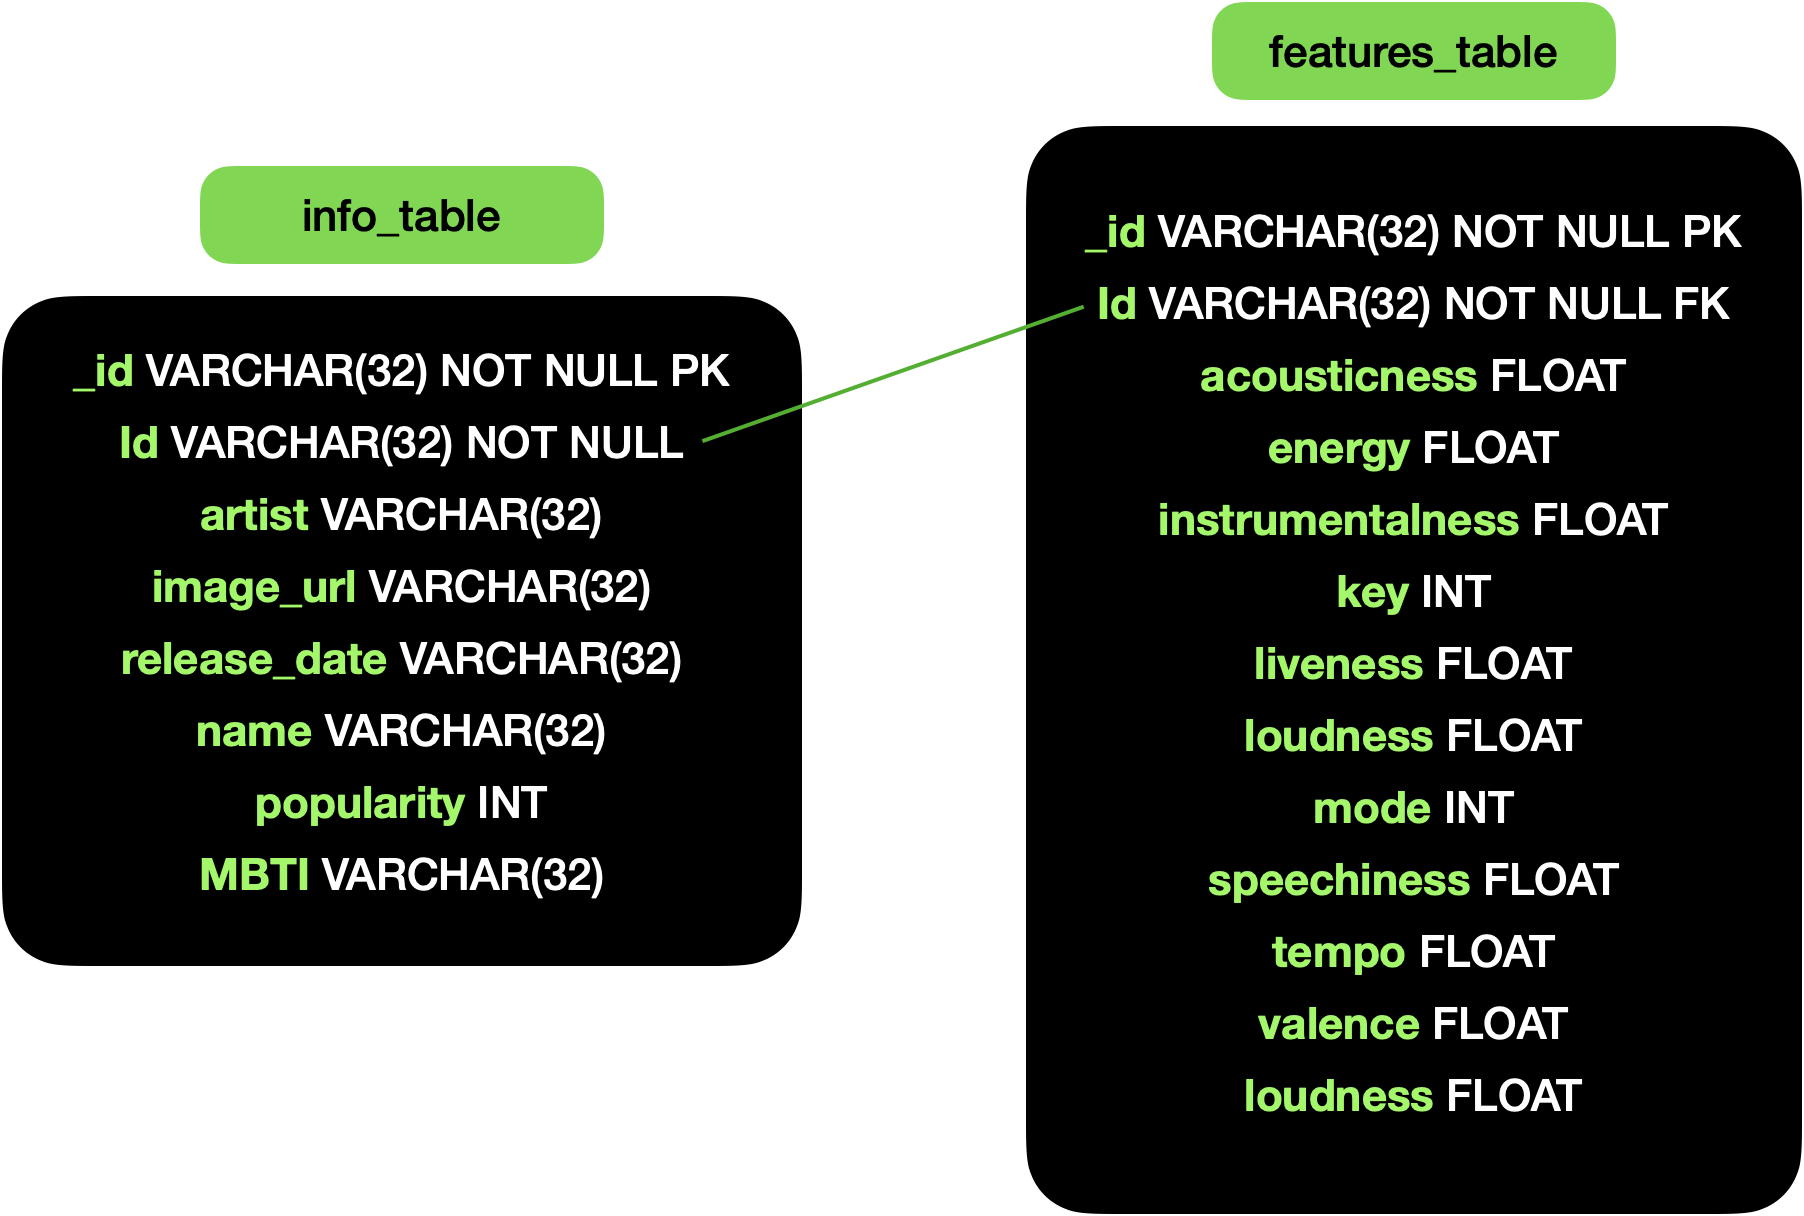 info_table
_id VARCHAR(32) NOT NULL PK
Id VARCHAR(32) NOT NULL
artist VARCHAR(32)
image_url VARCHAR(32)
release_date VARCHAR(32)
name VARCHAR(32)
popularity INT
MBTI VARCHAR(32)
features_table
_id VARCHAR(32) NOT NULL PK
Id VARCHAR(32) NOT NULL FK
acousticness FLOAT
energy FLOAT
instrumentalness FLOAT
key INT
liveness FLOAT
loudness FLOAT
mode INT
speechiness FLOAT
tempo FLOAT
valence FLOAT
loudness FLOAT